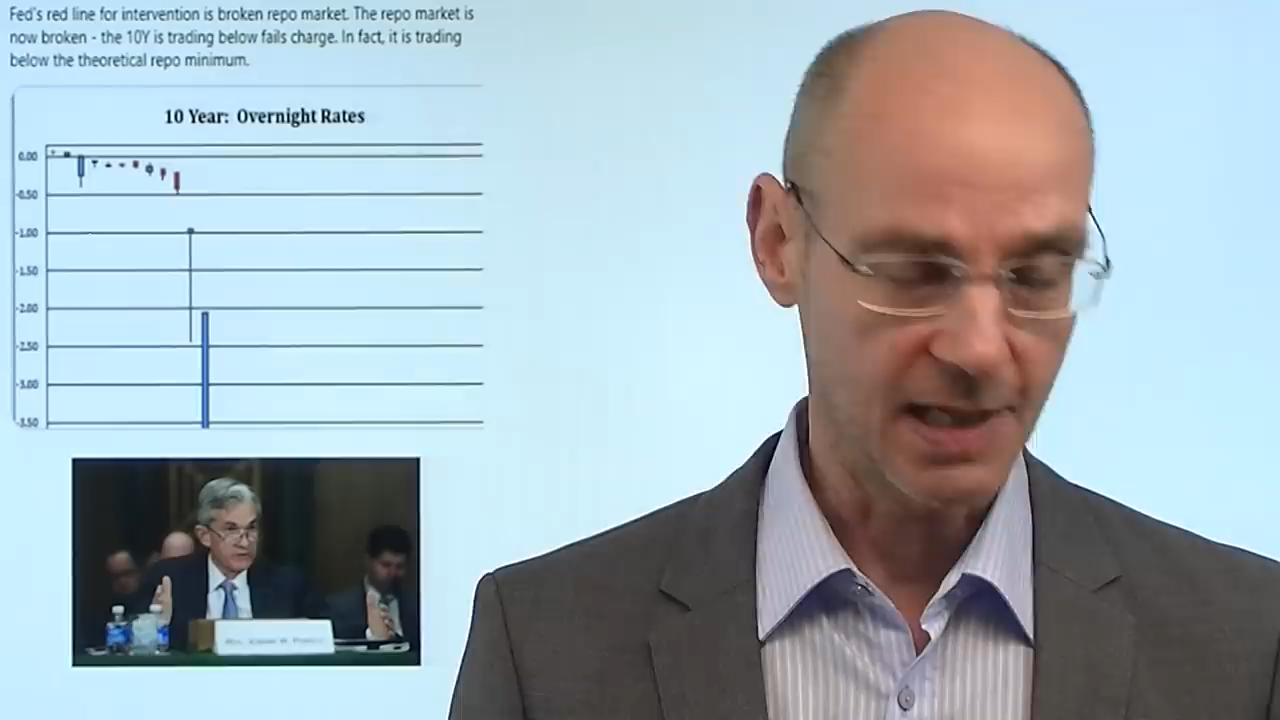 Fed's red line for intervention is broken repo market. The repo market is
now broken - the 10Y is trading below fails charge. In fact, it is trading
below the theoretical repo minimum.
10 Year: Overnight Rates
0.00
-0.50
-1.00
-1.50
-2.00
-2.50
-3.00
-3.50